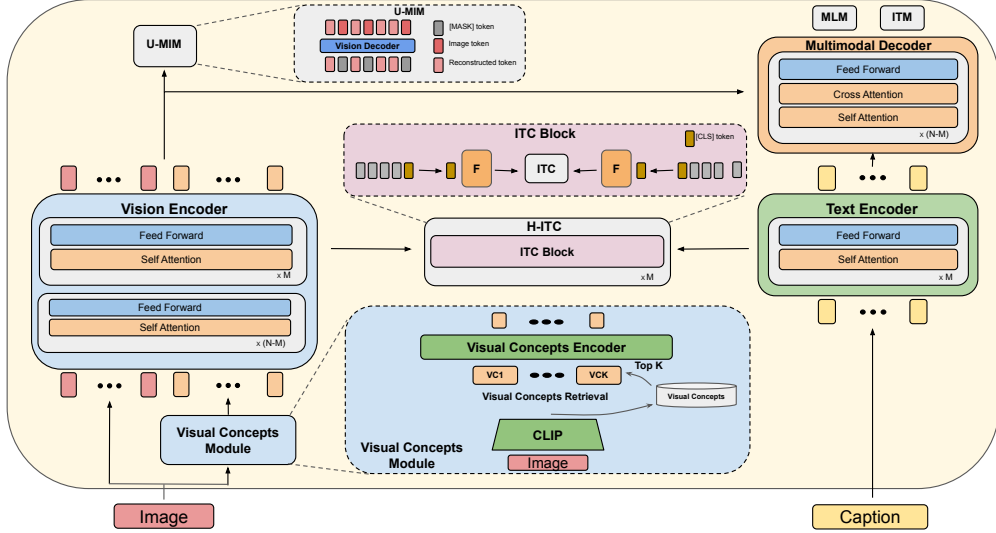 U-MIM
[MASK] token
Vision Decoder
Image token
Reconstructed token
U-MIM
MLM
ITM
Multimodal Decoder
Feed Forward
Cross Attention
Self Attention
x (N-M)
ITC Block
[CLS] token
F
ITC
F
Vision Encoder
Feed Forward
Self Attention
x M
Feed Forward
Self Attention
x (N-M)
H-ITC
ITC Block
x M
Text Encoder
Feed Forward
Self Attention
x M
Visual Concepts Encoder
Top K
VC1
VCK
Visual Concepts Retrieval
Visual Concepts
CLIP
Image
Visual Concepts
Module
Visual Concepts
Module
Image
Caption